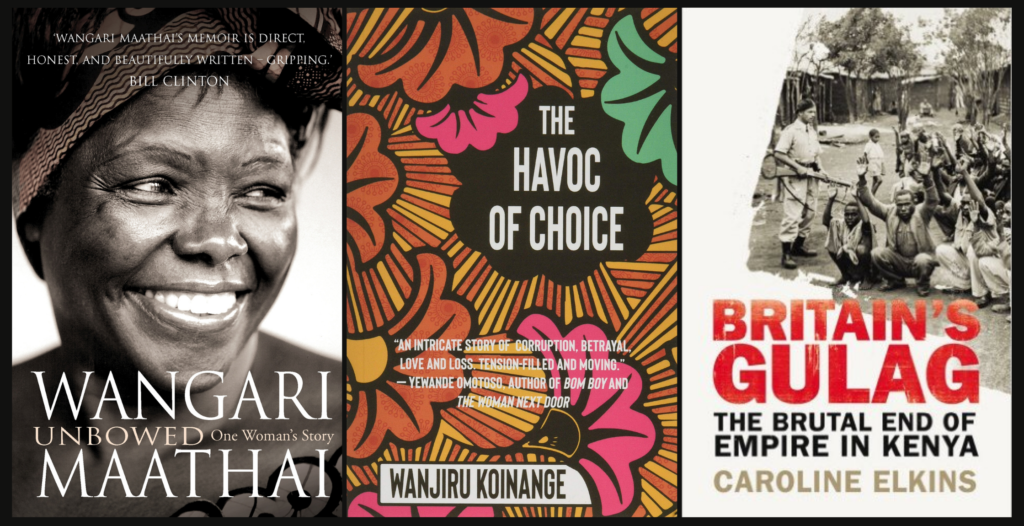 'WANGARI MAATHAI'S MEMOIR IS DIRECT,
HONEST, AND BEAUTIFULLY WRITTEN – GRIPPING.'
BILL CLINTON
WANGARI
UNBOWED One Woman's Story
MAATHAI
THE
HAVOC
OF CHOICE
"AN INTRICATE STORY OF CORRUPTION, BETRAYAL,
LOVE AND LOSS. TENSION-FILLED AND MOVING."
— YEWANDE OMOTOSO, AUTHOR OF BOM BOY AND
THE WOMAN NEXT DOOR
WANJIRU KOINANGE
BRITAIN'S
GULAG
THE BRUTAL END OF
EMPIRE IN KENYA
CAROLINE ELKINS